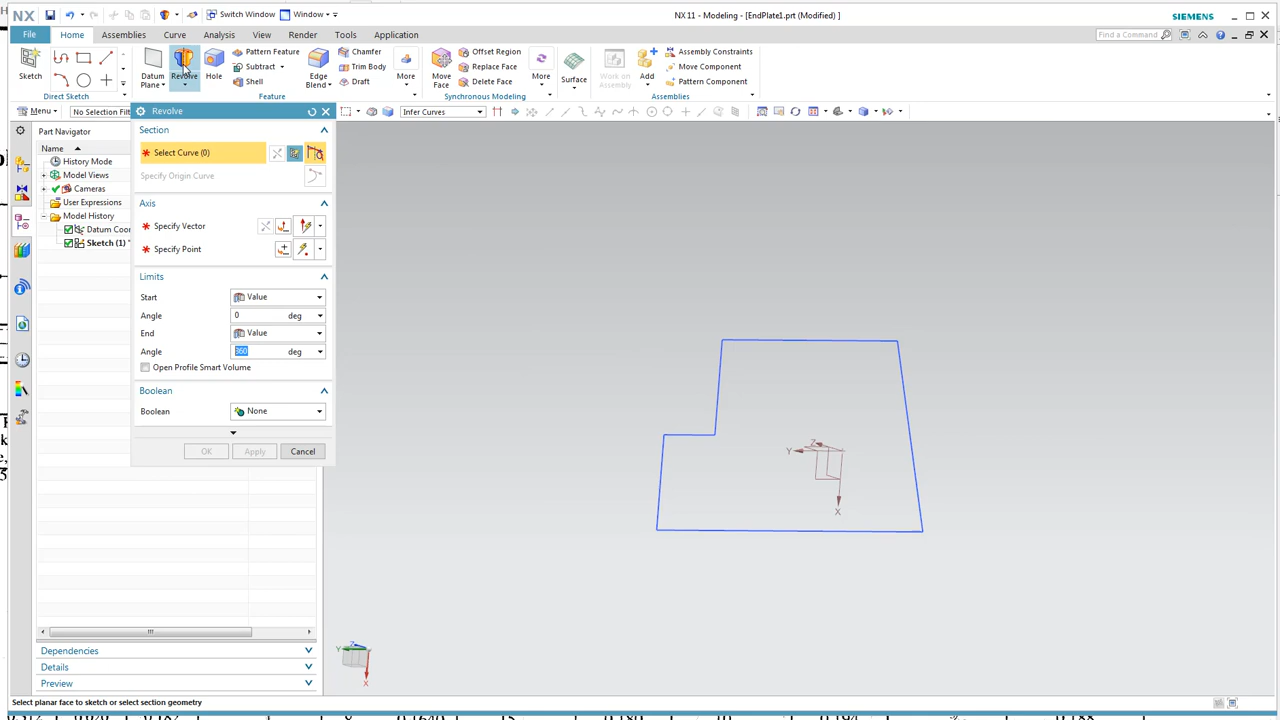 NX
Switch Window
Window
NX 11 - Modeling - [EndPlate1.prt (Modified) ]
SIEMENS
File
Home
Assemblies
Curve
Analysis
View
Render
Tools
Application
Find a Command
Sketch
Direct Sketch
Datum Plane
Revolve
Hole
Pattern Feature
Subtract
Shell
Edge Blend
Chamfer
Trim Body
Draft
More
Feature
Move Face
Offset Region
Replace Face
Delete Face
More
Synchronous Modeling
Surface
Work on Assembly
Add
Assembly Constraints
Move Component
Pattern Component
Assemblies
Menu
No Selection Filt
Infer Curves
Part Navigator
Name
History Mode
Model Views
Cameras
User Expressions
Model History
Datum Coor
Sketch (1) "
Revolve
Section
* Select Curve (0)
Specify Origin Curve
Axis
* Specify Vector
* Specify Point
Limits
Start
Value
Angle
0
deg
End
Value
Angle
360
deg
Open Profile Smart Volume
Boolean
Boolean
None
OK
Apply
Cancel
Z
Y
X
Z
Y
X
Dependencies
Details
Preview
Select planar face to sketch or select section geometry